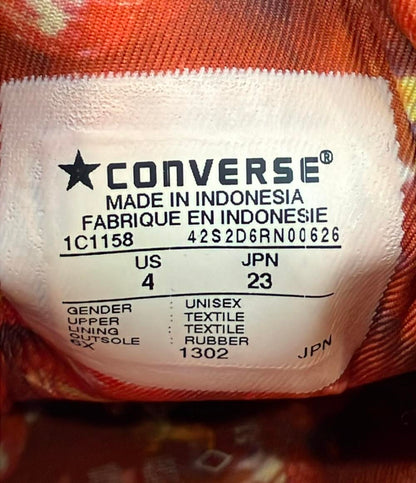 ★CONVERSE®
MADE IN INDONESIA
FABRIQUE EN INDONESIE
1C1158 42S2D6RN00626
US JPN
4 23
GENDER : UNISEX
UPPER : TEXTILE
LINING : TEXTILE
OUTSOLE : RUBBER
SX 1302 JPN